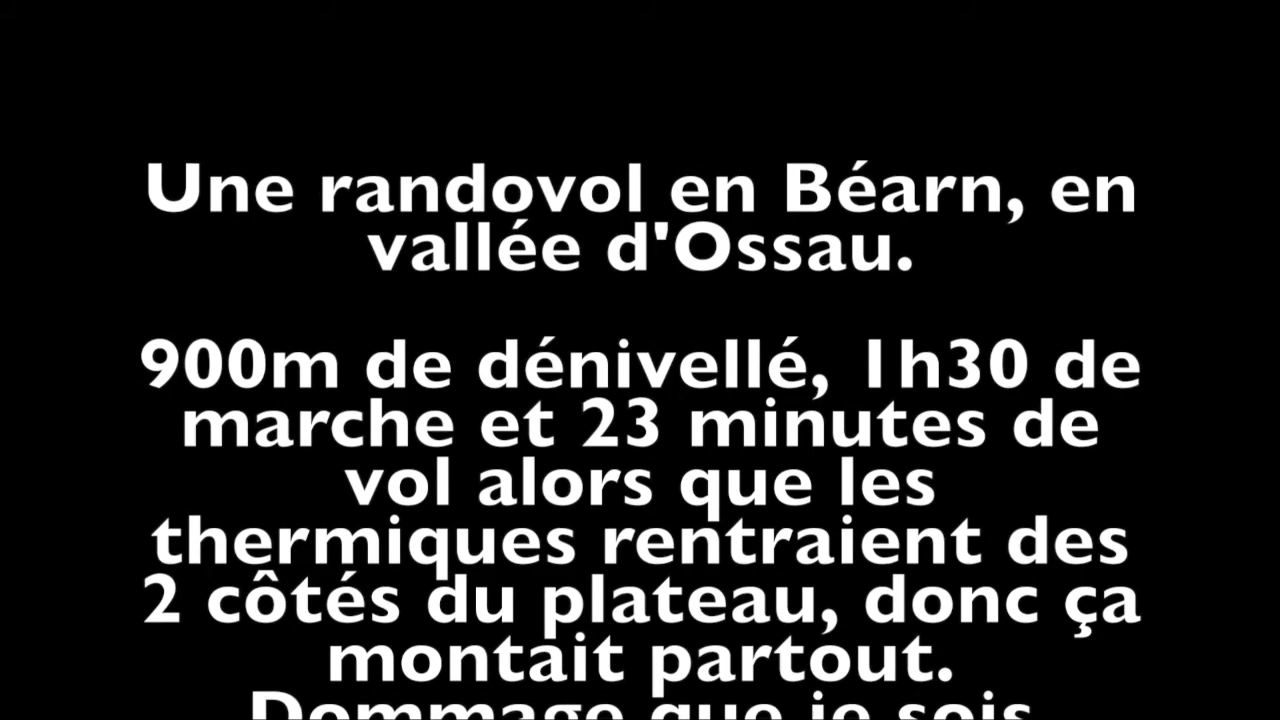 Une randovol en Béarn, en
vallée d'Ossau.
900m de dénivellé, 1h30 de
marche et 23 minutes de
vol alors que les
thermiques rentraient des
2 côtés du plateau, donc ça
montait partout.
Dommage que je sois